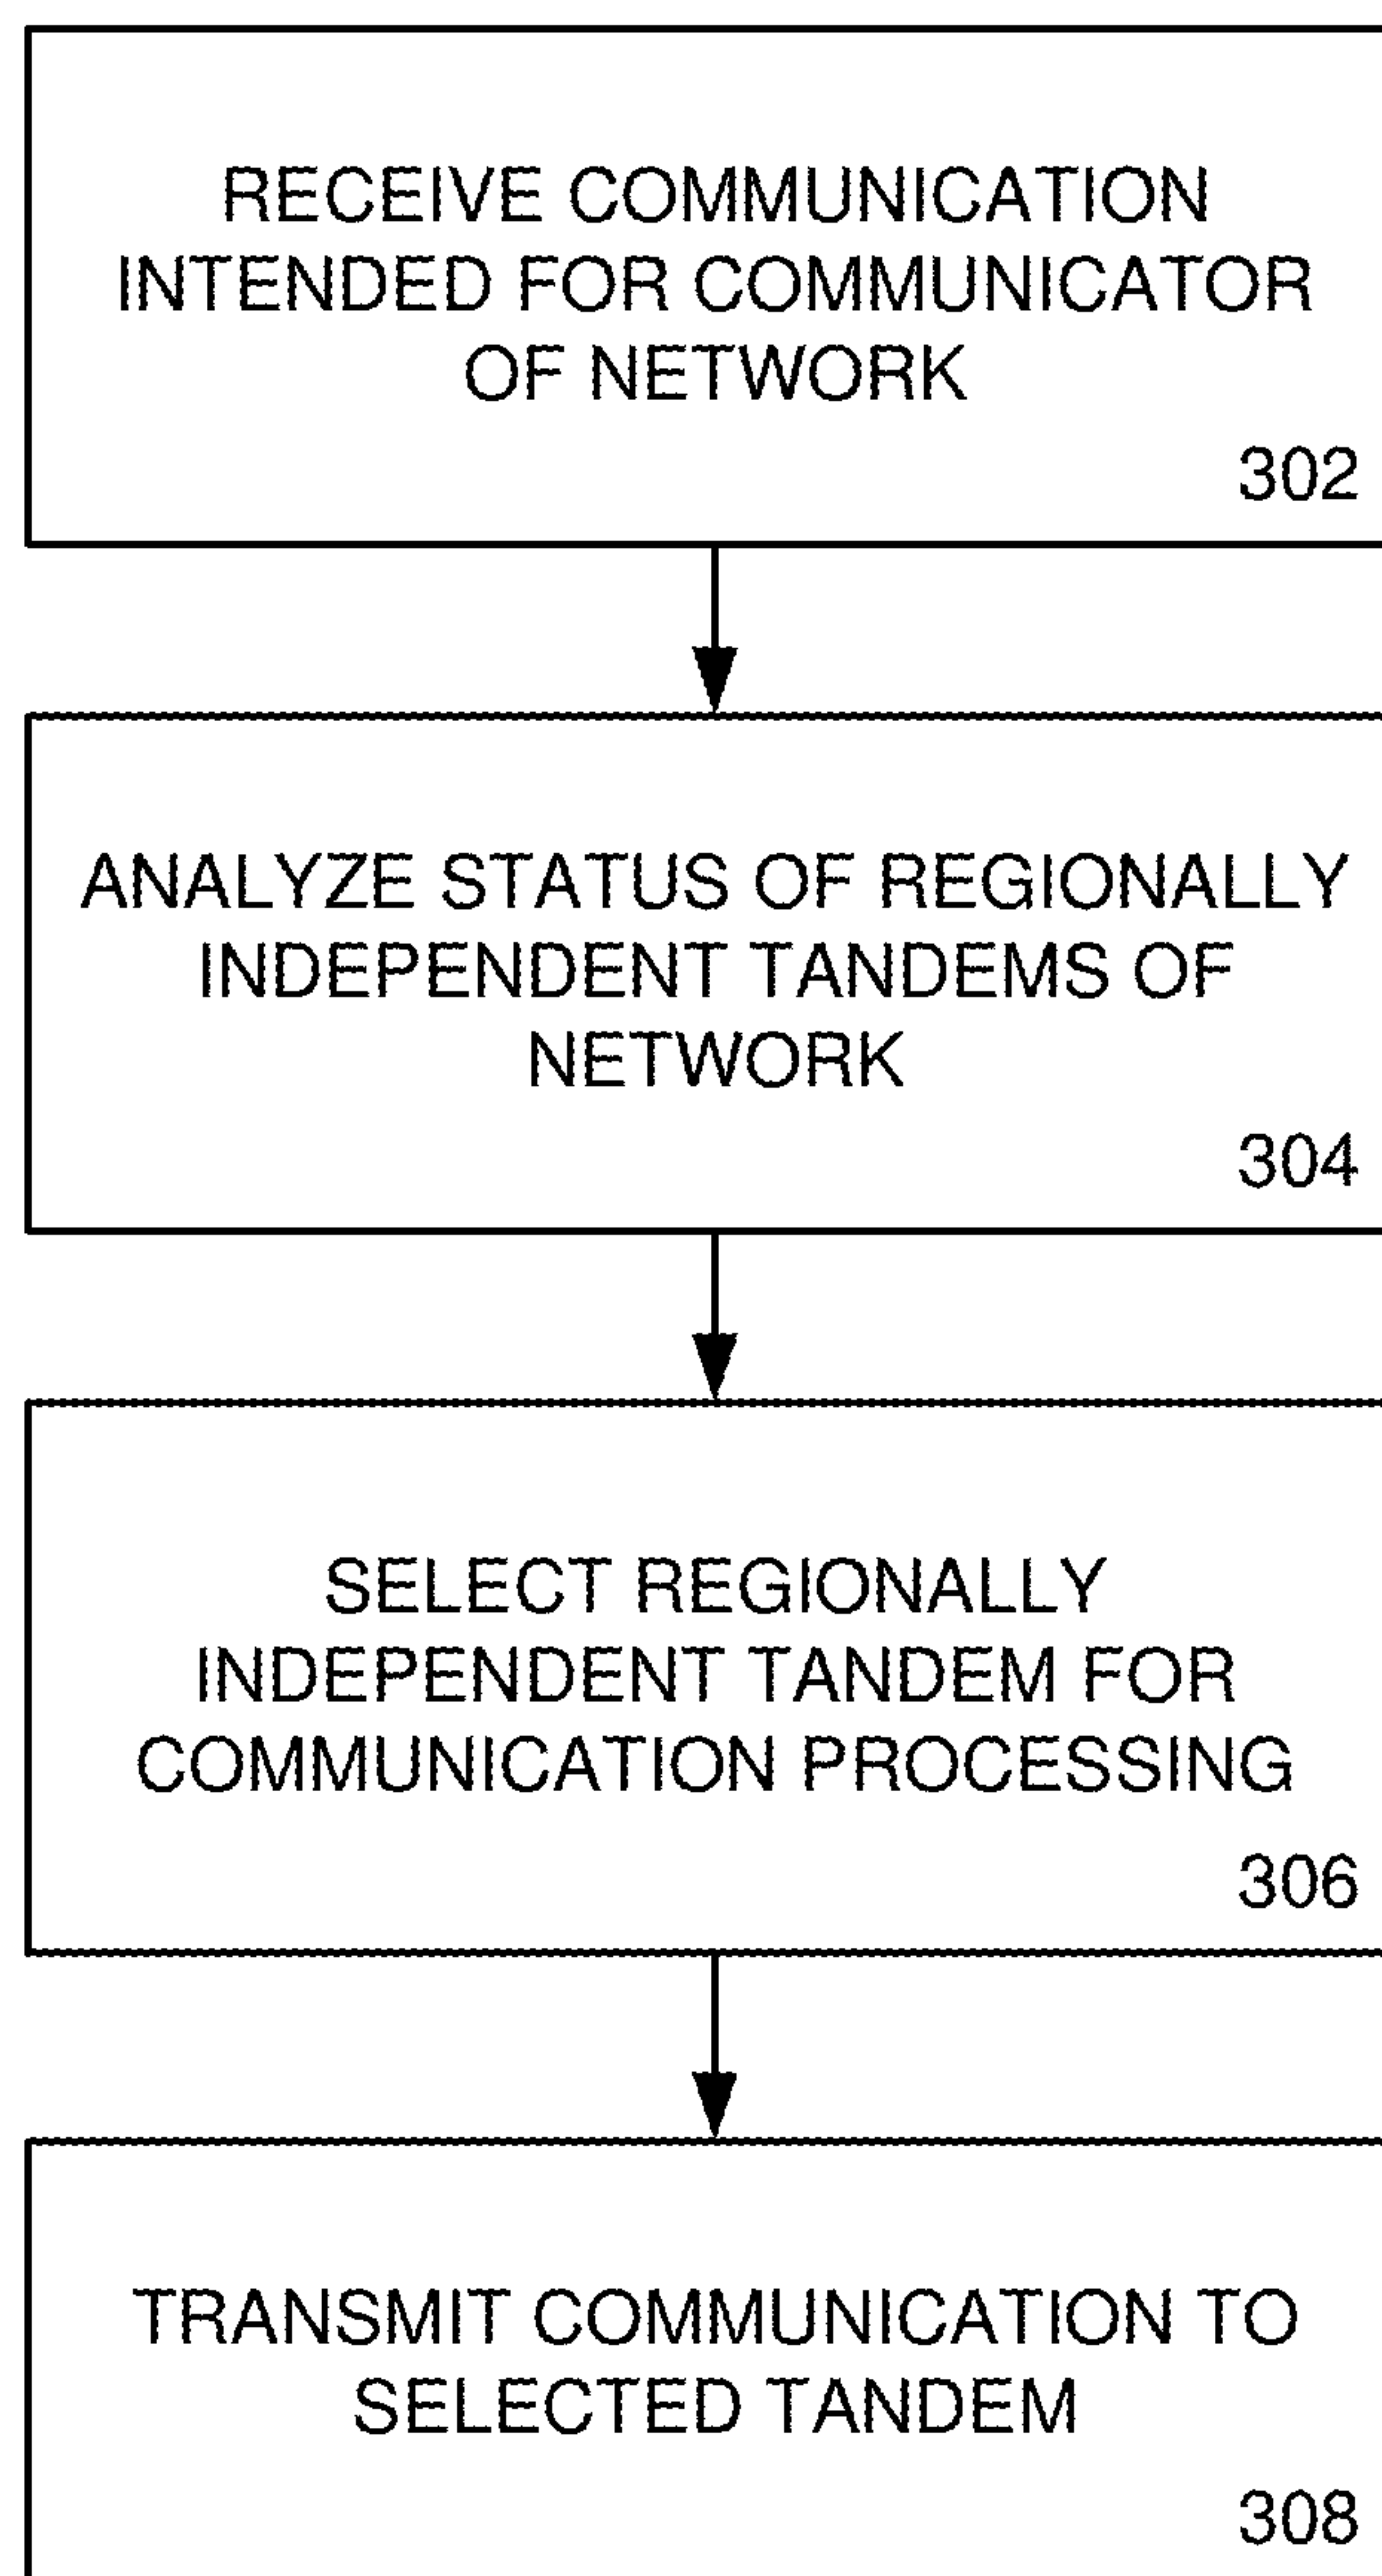 RECEIVE COMMUNICATION
INTENDED FOR COMMUNICATOR
OF NETWORK
302
ANALYZE STATUS OF REGIONALLY
INDEPENDENT TANDEMS OF
NETWORK
304
SELECT REGIONALLY
INDEPENDENT TANDEM FOR
COMMUNICATION PROCESSING
306
TRANSMIT COMMUNICATION TO
SELECTED TANDEM
308